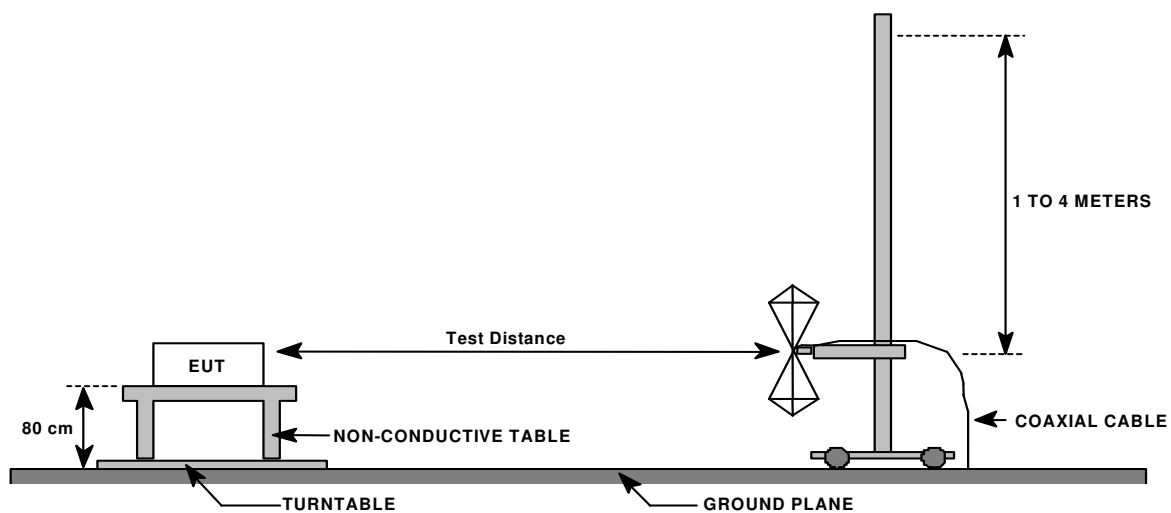 1 TO 4 METERS
Test Distance
EUT
COAXIAL CABLE
80 cm
NON-CONDUCTIVE TABLE
TURNTABLE
GROUND PLANE